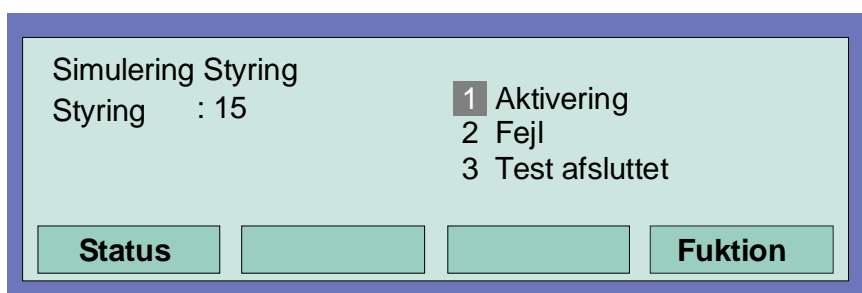 Simulering Styring
Styring : 15
1 Aktivering
2 Fejl
3 Test afsluttet
Status
Fuktion